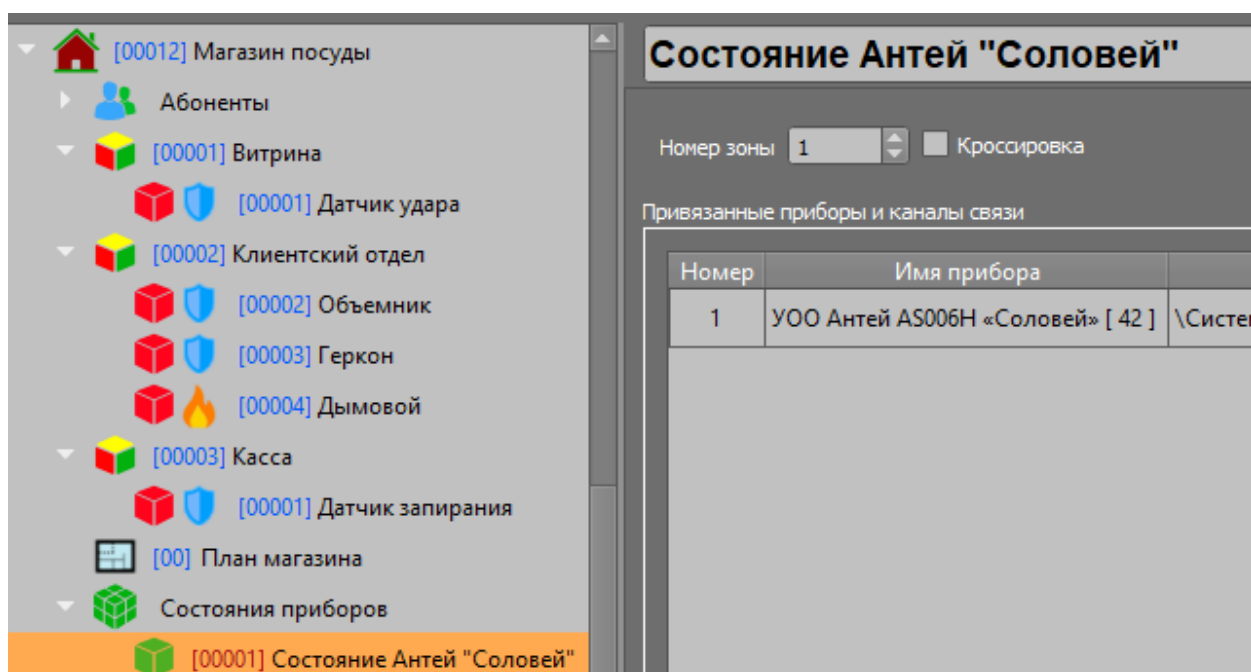 [00012] Магазин посуды
Абоненты
[00001] Витрина
[00001] Датчик удара
[00002] Клиентский отдел
[00002] Объемник
[00003] Геркон
[00004] Дымовой
[00003] Касса
[00001] Датчик запирания
[00] План магазина
Состояния приборов
[00001] Состояние Антей "Соловей"
Состояние Антей "Соловей"
Номер зоны 1 Кроссировка
Привязанные приборы и каналы связи
Номер Имя прибора
1 УОО Антей AS006H «Соловей» [ 42 ]